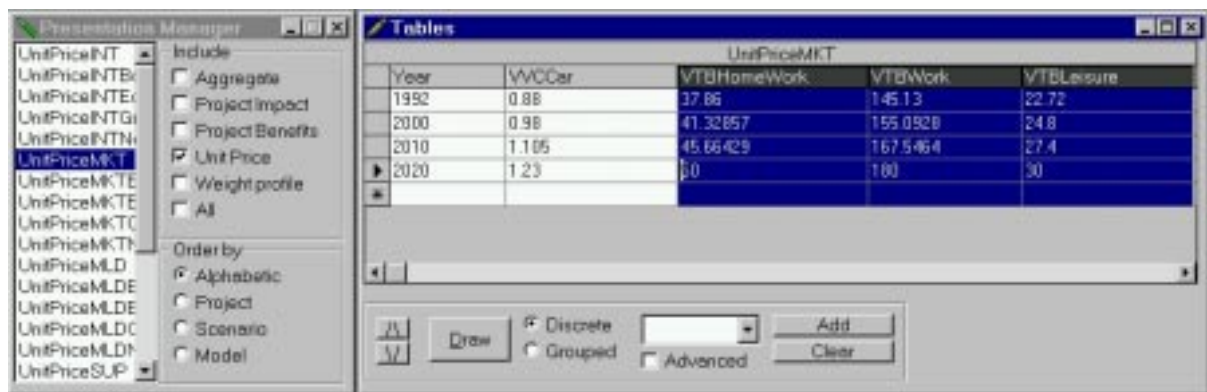 Presentation Manager
UnitPriceINT
UnitPriceINTB
UnitPriceINTE
UnitPriceINTG
UnitPriceINTN
UnitPriceMKT
UnitPriceMKTE
UnitPriceMKTE
UnitPriceMKTC
UnitPriceMKTN
UnitPriceMLD
UnitPriceMLDE
UnitPriceMLDE
UnitPriceMLDC
UnitPriceMLDN
UnitPriceSUP
Include
Aggregate
Project Impact
Project Benefits
Unit Price
Weight profile
All
Order by
Alphabetic
Project
Scenario
Model
Tables
UnitPriceMKT
Year VVCCar VTBHomeWork VTBWork VTBLeisure
1992 0.88 37.86 145.13 22.72
2000 0.98 41.32857 155.0928 24.8
2010 1.105 45.66429 167.5464 27.4
2020 1.23 50 180 30
/\ Draw Discrete Add
\/ Grouped Advanced Clear